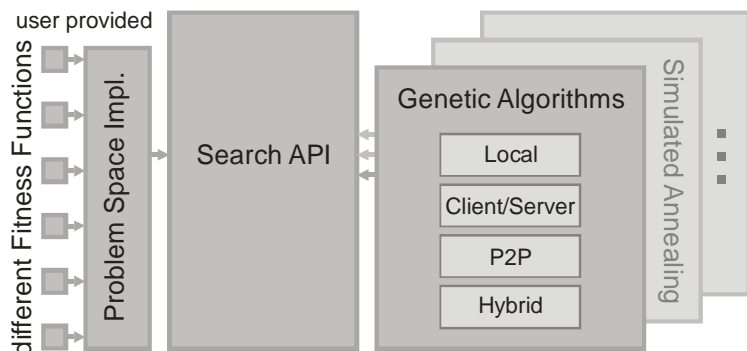 user provided
different Fitness Functions
Problem Space Impl.
Search API
Genetic Algorithms
Local
Client/Server
P2P
Hybrid
Simulated Annealing